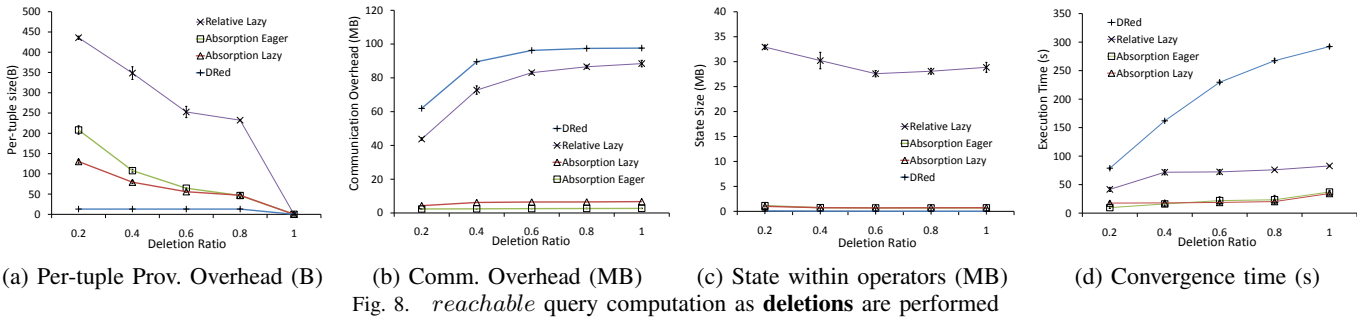 Per-tuple size(B)
500
450
400
350
300
250
200
150
100
50
0
0.2
0.4
0.6
0.8
1
Deletion Ratio
Relative Lazy
Absorption Eager
Absorption Lazy
DRed
(a) Per-tuple Prov. Overhead (B)
Communication Overhead (MB)
120
100
80
60
40
20
0
0.2
0.4
0.6
0.8
1
Deletion Ratio
DRed
Relative Lazy
Absorption Lazy
Absorption Eager
(b) Comm. Overhead (MB)
State Size (MB)
40
35
30
25
20
15
10
5
0
0.2
0.4
0.6
0.8
1
Deletion Ratio
Relative Lazy
Absorption Eager
Absorption Lazy
DRed
(c) State within operators (MB)
Execution Time (s)
350
300
250
200
150
100
50
0
0.2
0.4
0.6
0.8
1
Deletion Ratio
DRed
Relative Lazy
Absorption Eager
Absorption Lazy
(d) Convergence time (s)
Fig. 8. reachable query computation as deletions are performed